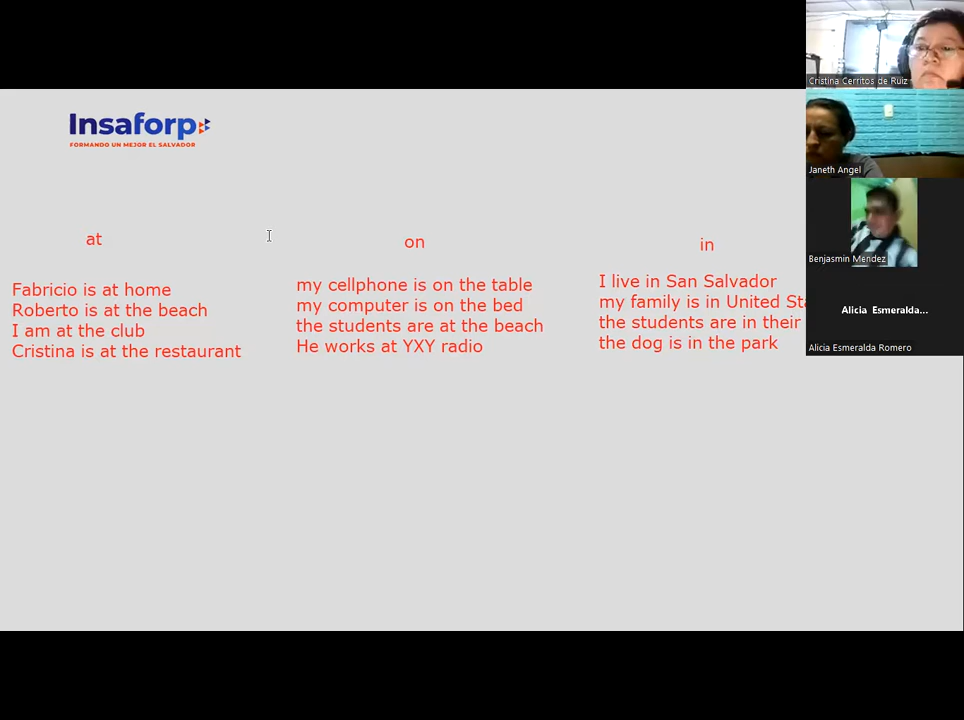 Insaforp
FORMANDO UN MEJOR EL SALVADOR
at
Fabricio is at home
Roberto is at the beach
I am at the club
Cristina is at the restaurant
on
my cellphone is on the table
my computer is on the bed
the students are at the beach
He works at YXY radio
in
I live in San Salvador
my family is in United
the students are in their
the dog is in the park
Cristina Cerritos de Ruiz
Janeth Angel
Benjasmin Mendez
Alicia Esmeralda...
Alicia Esmeralda Romero